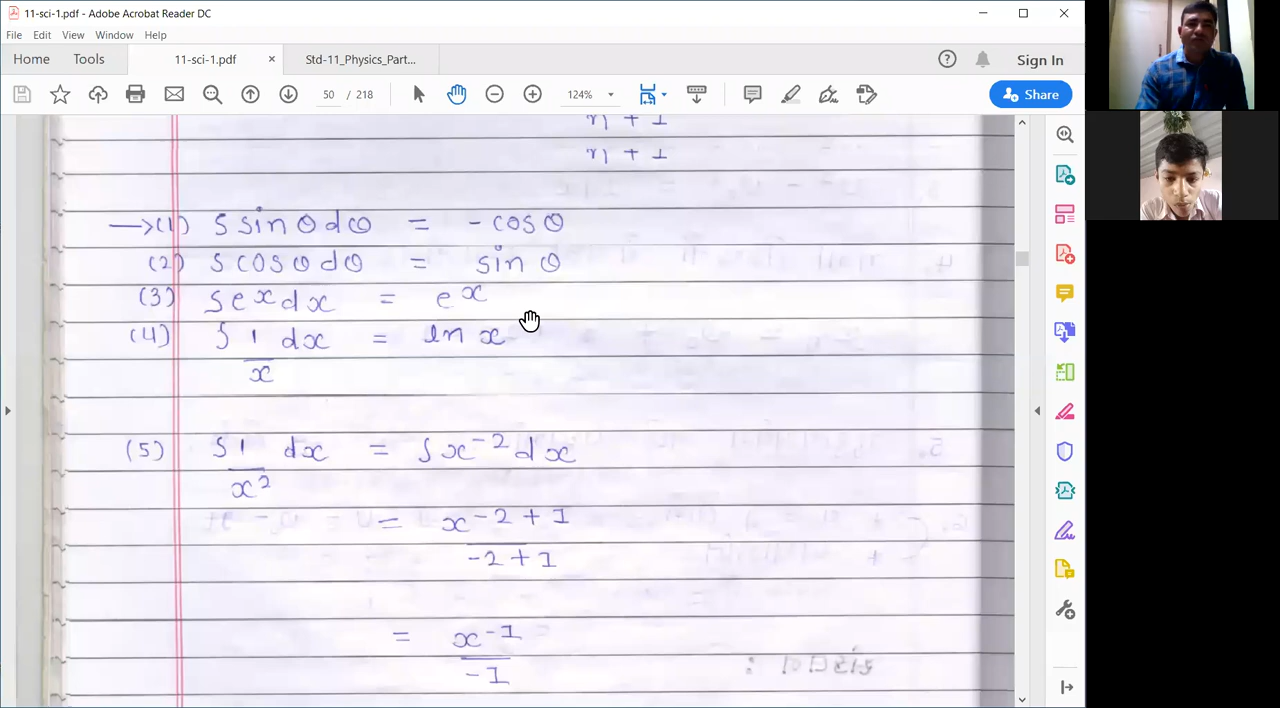 11-sci-1.pdf - Adobe Acrobat Reader DC
File Edit View Window Help
Home Tools 11-sci-1.pdf × Std-11_Physics_Part...
Sign In
50 / 218
124%
Share
n + 1
n + 1
→(1) ∫ sin θ dθ = - cos θ
(2) ∫ cos θ dθ = sin θ
(3) ∫ e^x dx = e^x
(4) ∫ 1 dx = ln x
x
(5) ∫ 1 dx = ∫ x^-2 dx
x^2
= x^-2 + 1
-2 + 1
= x^-1
-1